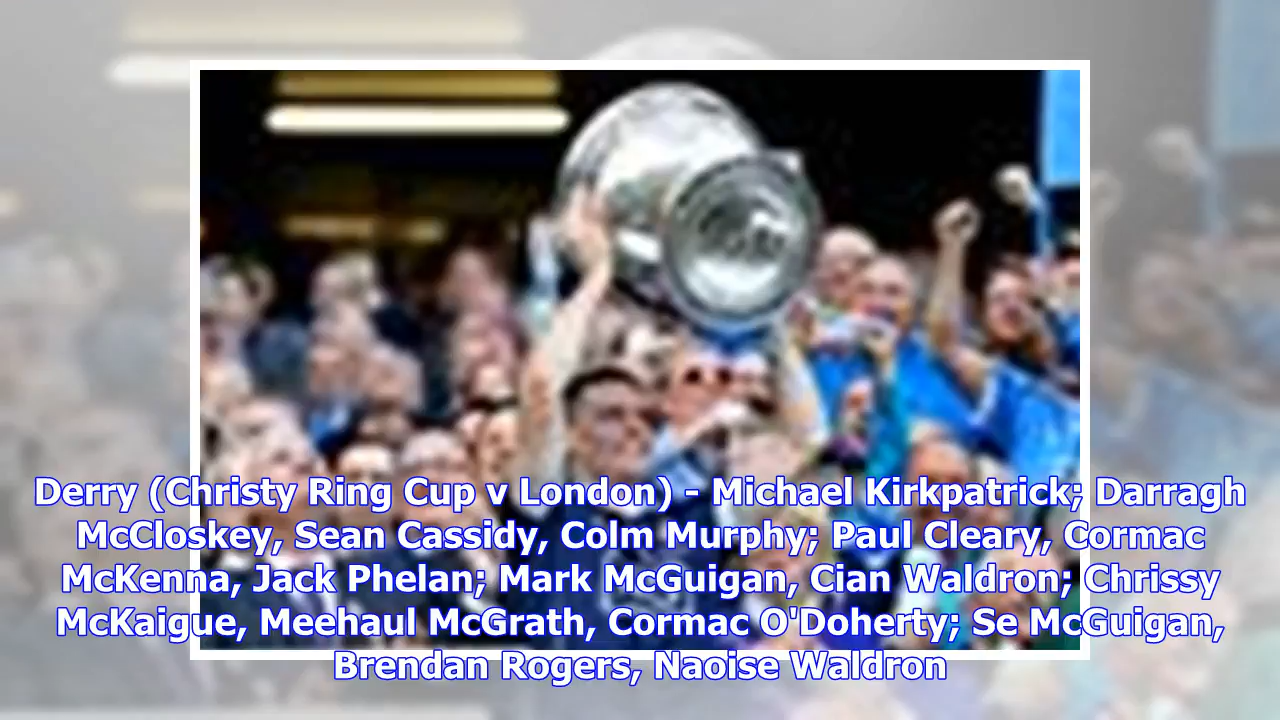 Derry (Christy Ring Cup v London) - Michael Kirkpatrick; Darragh
McCloskey, Sean Cassidy, Colm Murphy; Paul Cleary, Cormac
McKenna, Jack Phelan; Mark McGuigan, Cian Waldron; Chrissy
McKaigue, Meehaul McGrath, Cormac O'Doherty; Se McGuigan,
Brendan Rogers, Naoise Waldron